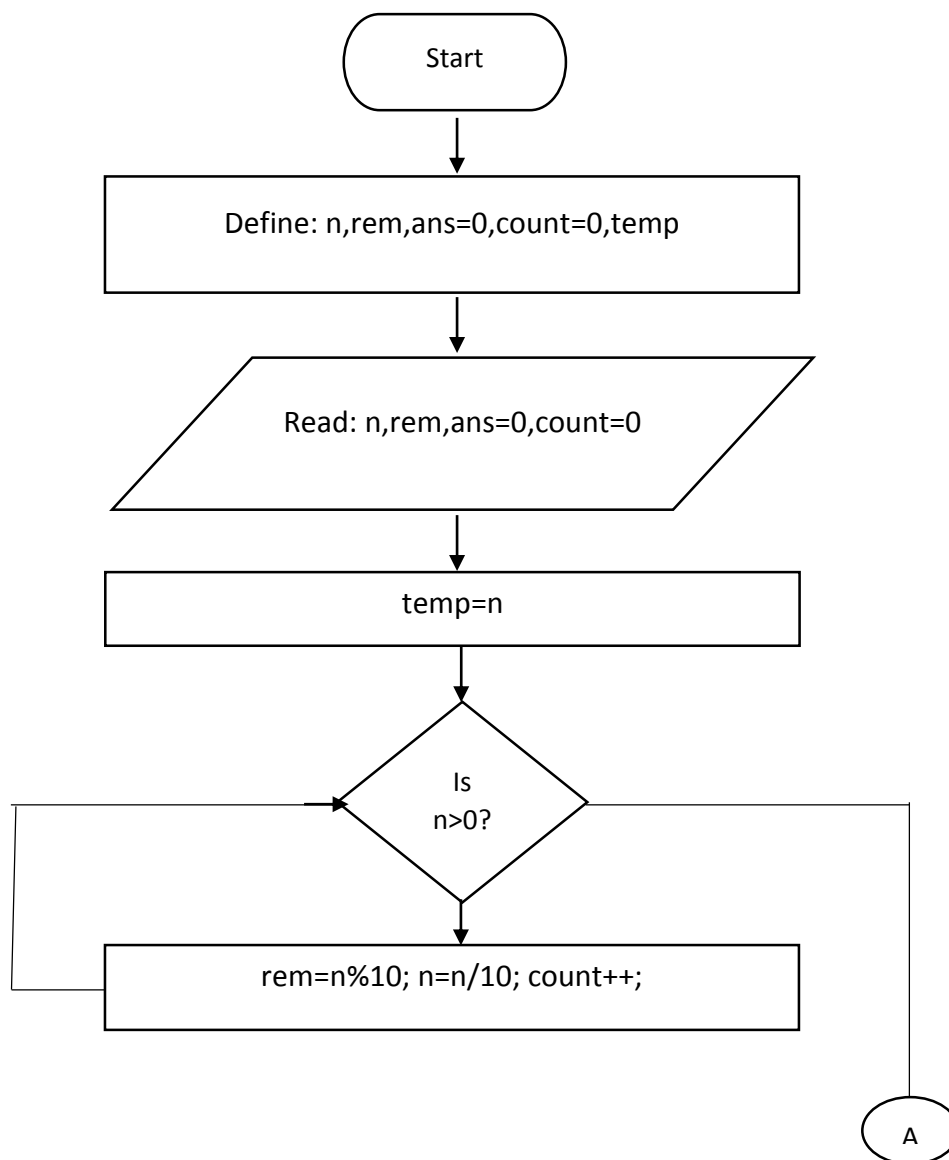 Start
Define: n,rem,ans=0,count=0,temp
Read: n,rem,ans=0,count=0
temp=n
Is
n>0?
rem=n%10; n=n/10; count++;
A